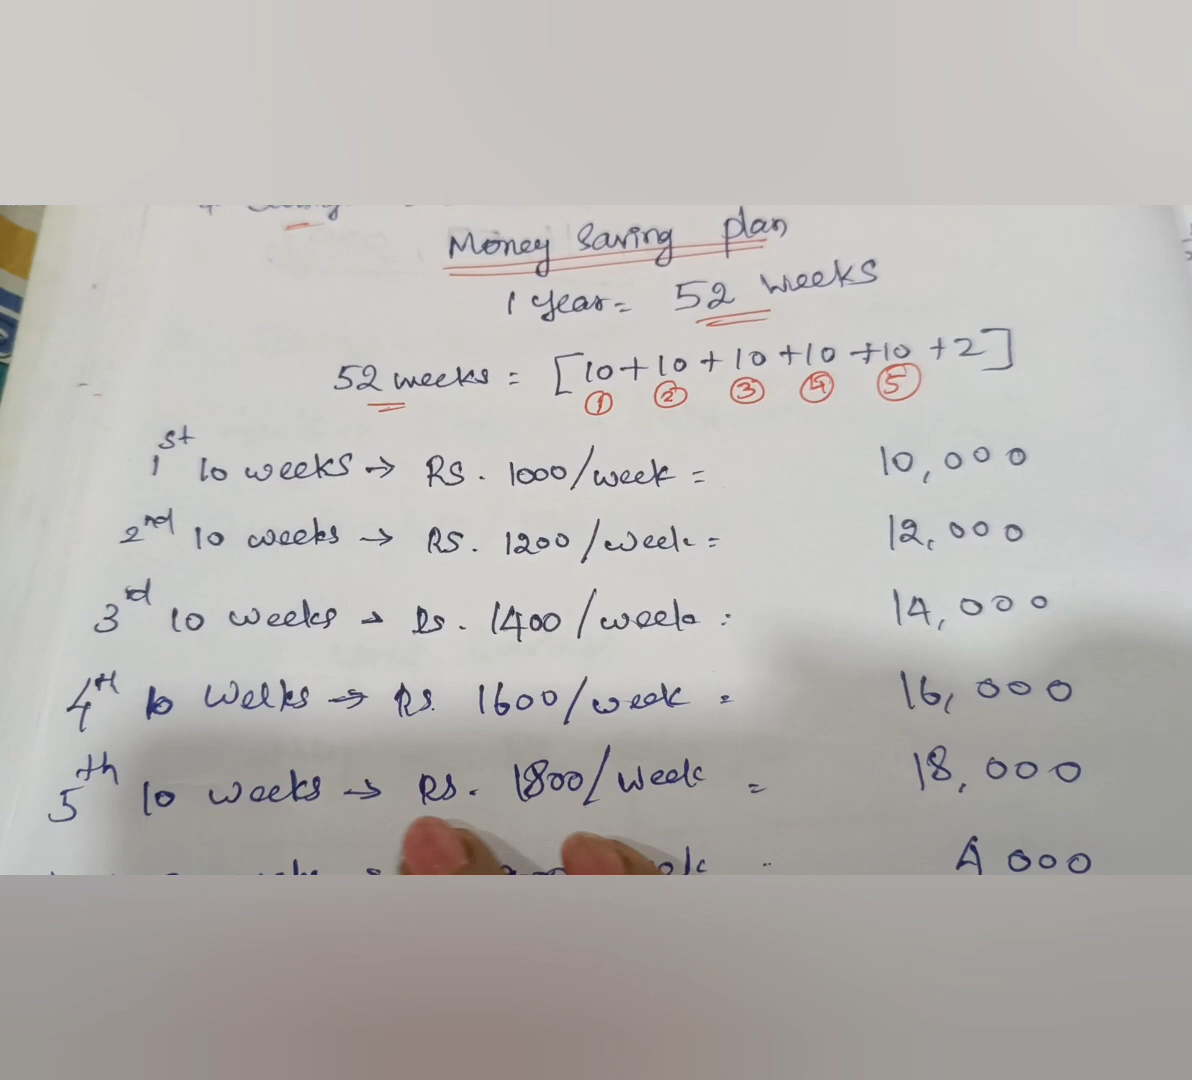 Money Saving plan
1 Year = 52 weeks
52 weeks = [10+10+10+10+10+2]
1 2 3 4 5
1st 10 weeks → RS. 1000/week = 10,000
2nd 10 weeks → RS. 1200/week = 12,000
3rd 10 weeks → Rs. 1400/week = 14,000
4th 10 Weeks → Rs. 1600/week = 16,000
5th 10 weeks → RS. 1800/week = 18,000
4000